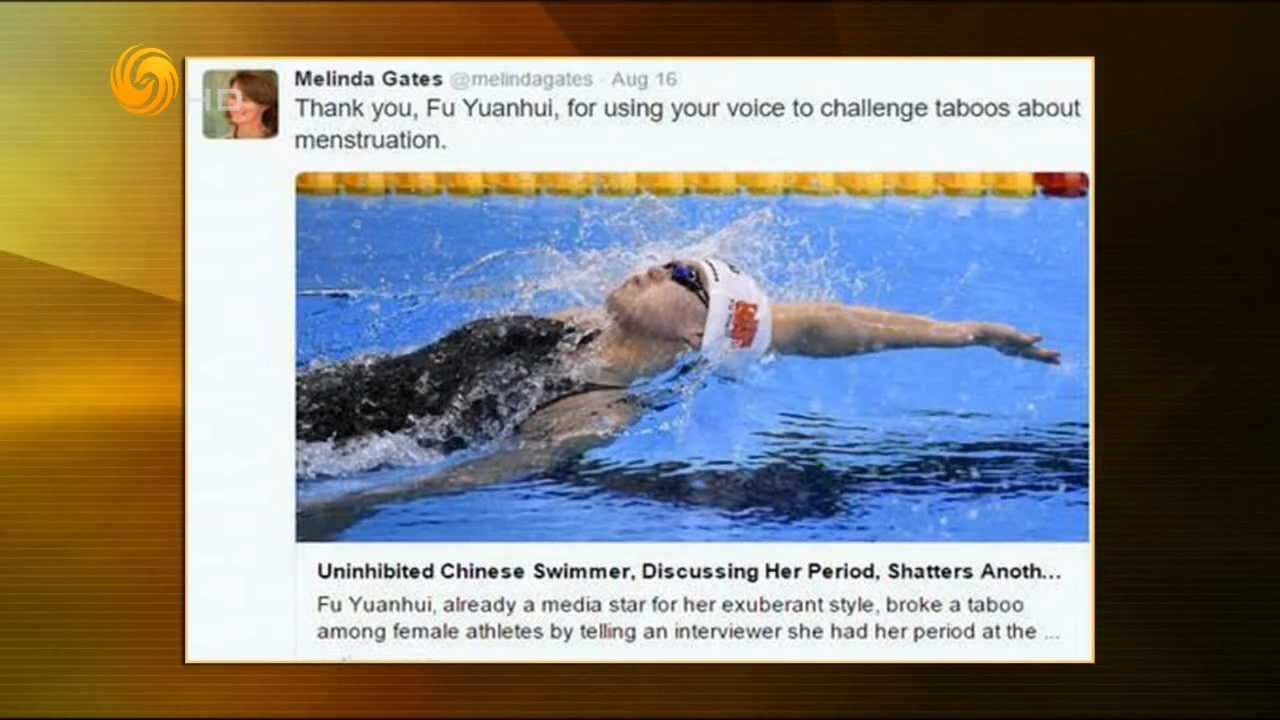 HD
Melinda Gates @melindagates · Aug 16
Thank you, Fu Yuanhui, for using your voice to challenge taboos about
menstruation.
Uninhibited Chinese Swimmer, Discussing Her Period, Shatters Anoth...
Fu Yuanhui, already a media star for her exuberant style, broke a taboo
among female athletes by telling an interviewer she had her period at the ...